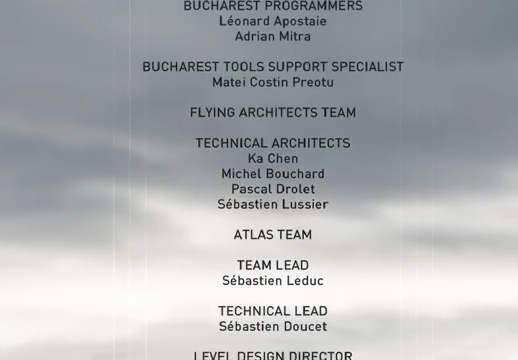 BUCHAREST PROGRAMMERS
Léonard Apostaie
Adrian Mitra
BUCHAREST TOOLS SUPPORT SPECIALIST
Matei Costin Preotu
FLYING ARCHITECTS TEAM
TECHNICAL ARCHITECTS
Ka Chen
Michel Bouchard
Pascal Drolet
Sébastien Lussier
ATLAS TEAM
TEAM LEAD
Sébastien Leduc
TECHNICAL LEAD
Sébastien Doucet
LEVEL DESIGN DIRECTOR